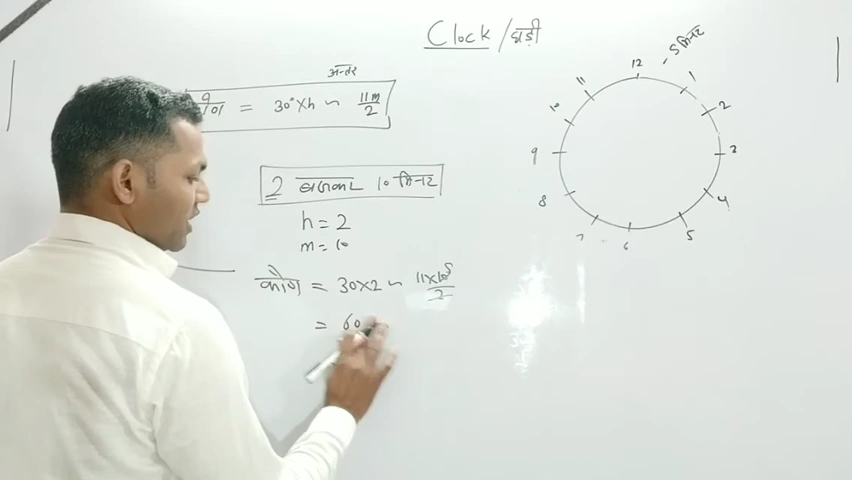 Clock / घड़ी
अन्तर
= 30° × h ∽ 11m/2
2 बजकर 10 मिनट
h = 2
m = 10
कोण = 30 × 2 ∽ 11 × 10 5/2
= 60
5 मिनट
12
1
2
3
4
5
6
7
8
9
10
11